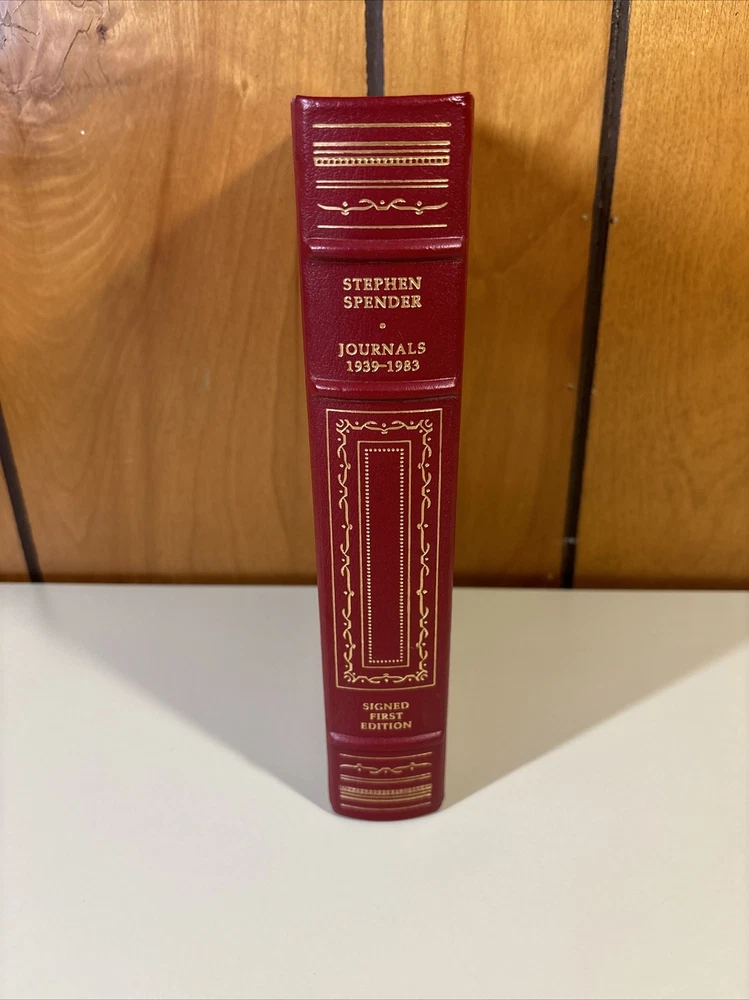 STEPHEN
SPENDER
JOURNALS
1939–1983
SIGNED
FIRST
EDITION